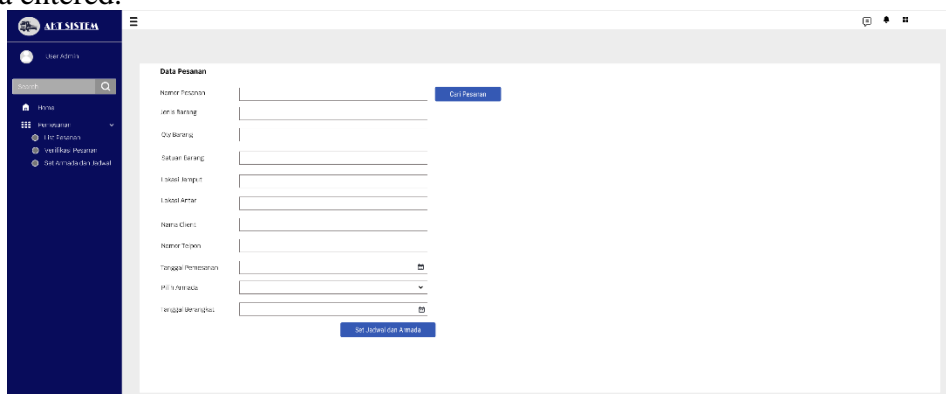 a entered.
AKT SISTEM
User Admin
Search
Home
Pemesanan
List Pesanan
Verifikasi Pesanan
Set Armada dan Jadwal
Data Pesanan
Nomor Pesanan
Cari Pesanan
Jenis Barang
Qty Barang
Satuan Barang
Lokasi Jemput
Lokasi Antar
Nama Client
Nomor Telpon
Tanggal Pemesanan
Pilih Armada
Tanggal Berangkat
Set Jadwal dan Armada